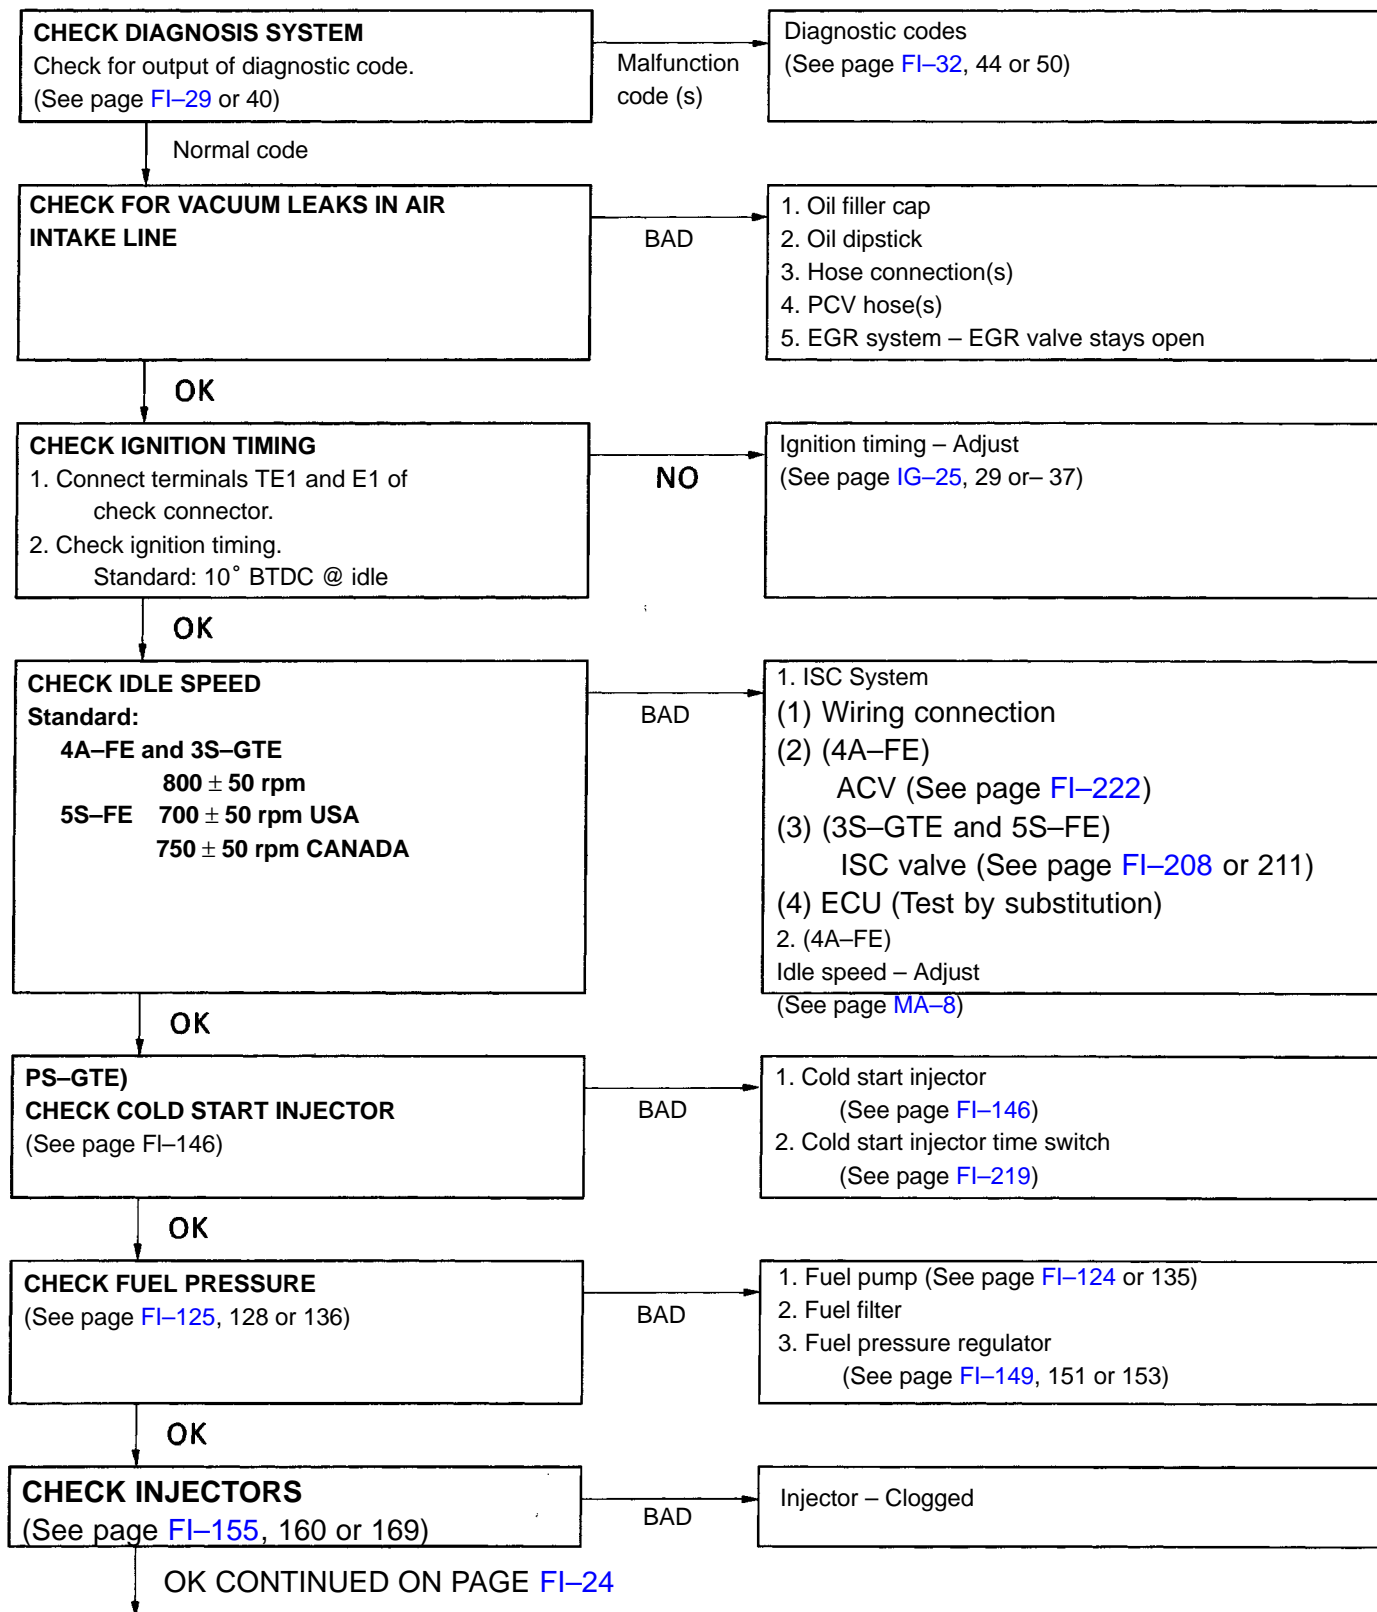 CHECK DIAGNOSIS SYSTEM
Check for output of diagnostic code.
(See page FI–29 or 40)
Malfunction
code (s)
Diagnostic codes
(See page FI–32, 44 or 50)
Normal code
CHECK FOR VACUUM LEAKS IN AIR
INTAKE LINE
BAD
1. Oil filler cap
2. Oil dipstick
3. Hose connection(s)
4. PCV hose(s)
5. EGR system – EGR valve stays open
OK
CHECK IGNITION TIMING
1. Connect terminals TE1 and E1 of
check connector.
2. Check ignition timing.
Standard: 10° BTDC @ idle
NO
Ignition timing – Adjust
(See page IG–25, 29 or– 37)
OK
CHECK IDLE SPEED
Standard:
4A–FE and 3S–GTE
800 ± 50 rpm
5S–FE 700 ± 50 rpm USA
750 ± 50 rpm CANADA
BAD
1. ISC System
(1) Wiring connection
(2) (4A–FE)
ACV (See page FI–222)
(3) (3S–GTE and 5S–FE)
ISC valve (See page FI–208 or 211)
(4) ECU (Test by substitution)
2. (4A–FE)
Idle speed – Adjust
(See page MA–8)
OK
PS–GTE)
CHECK COLD START INJECTOR
(See page FI–146)
BAD
1. Cold start injector
(See page FI–146)
2. Cold start injector time switch
(See page FI–219)
OK
CHECK FUEL PRESSURE
(See page FI–125, 128 or 136)
BAD
1. Fuel pump (See page FI–124 or 135)
2. Fuel filter
3. Fuel pressure regulator
(See page FI–149, 151 or 153)
OK
CHECK INJECTORS
(See page FI–155, 160 or 169)
BAD
Injector – Clogged
OK CONTINUED ON PAGE FI–24